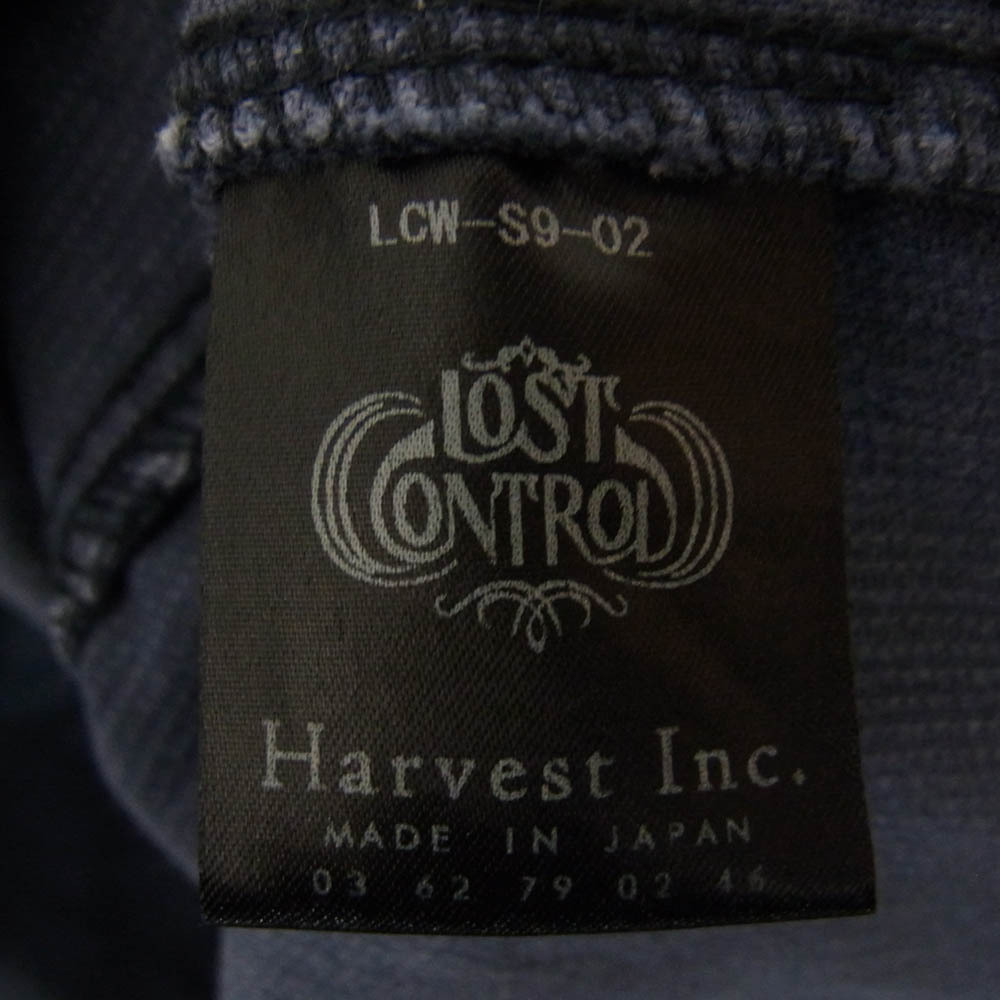 LCW-S9-02
LOST
CONTROL
Harvest Inc.
MADE IN JAPAN
03 62 79 02 46